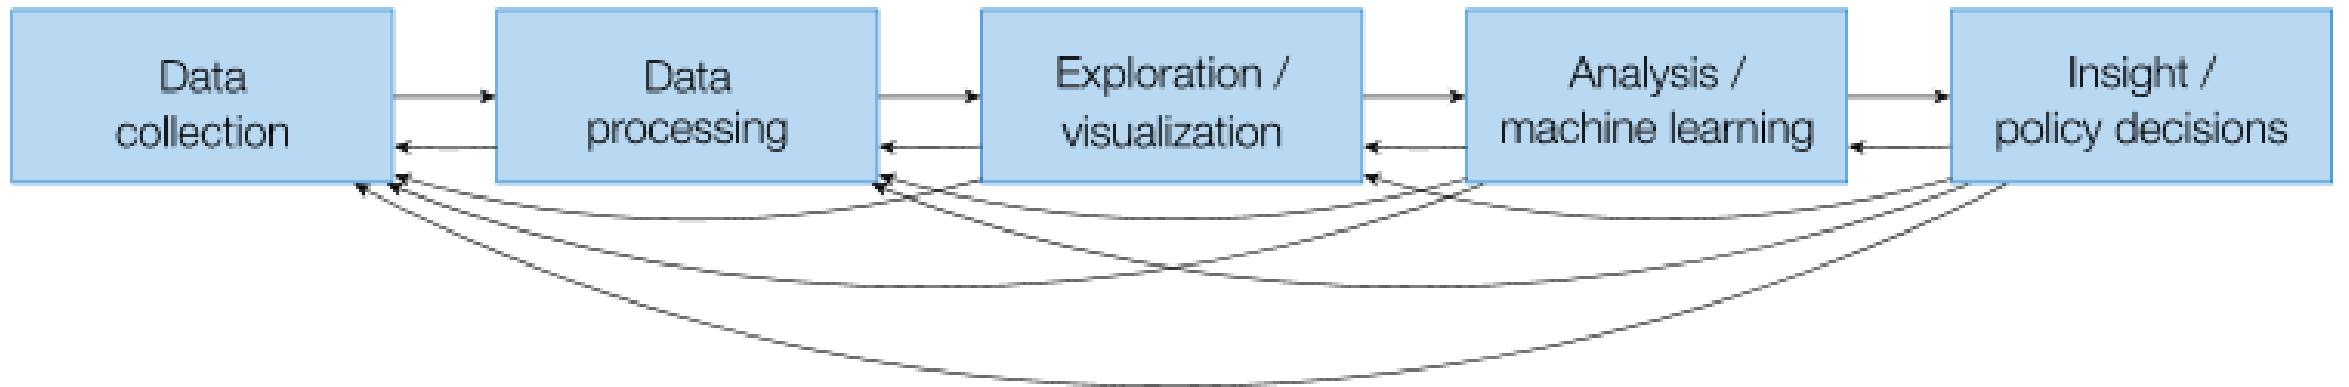 Data
collection
Data
processing
Exploration /
visualization
Analysis /
machine learning
Insight /
policy decisions